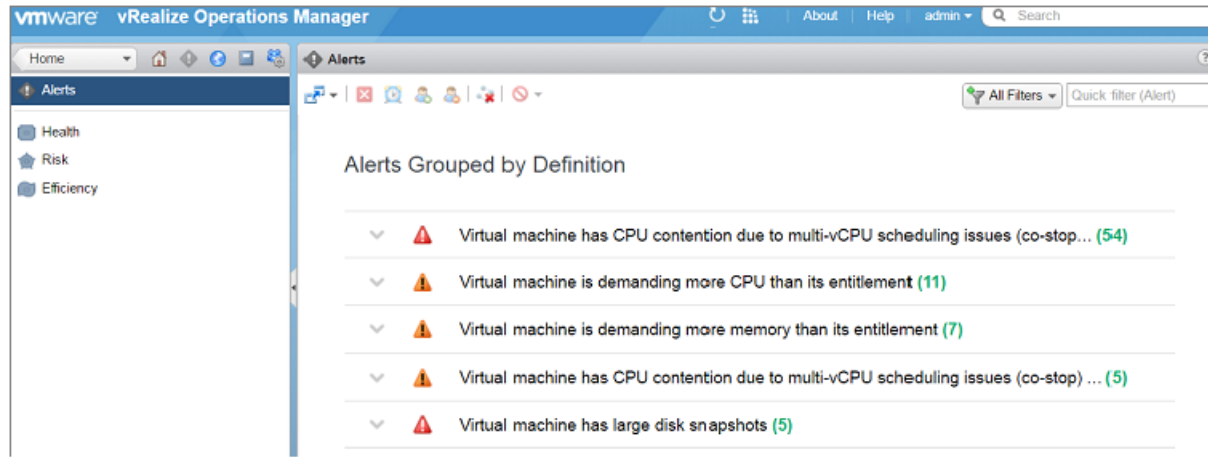 vmware vRealize Operations Manager About Help admin Search
Home Alerts
Alerts
All Filters Quick filter (Alert)
Health
Risk
Efficiency
Alerts Grouped by Definition
Virtual machine has CPU contention due to multi-vCPU scheduling issues (co-stop... (54)
Virtual machine is demanding more CPU than its entitlement (11)
Virtual machine is demanding more memory than its entitlement (7)
Virtual machine has CPU contention due to multi-vCPU scheduling issues (co-stop) ... (5)
Virtual machine has large disk snapshots (5)